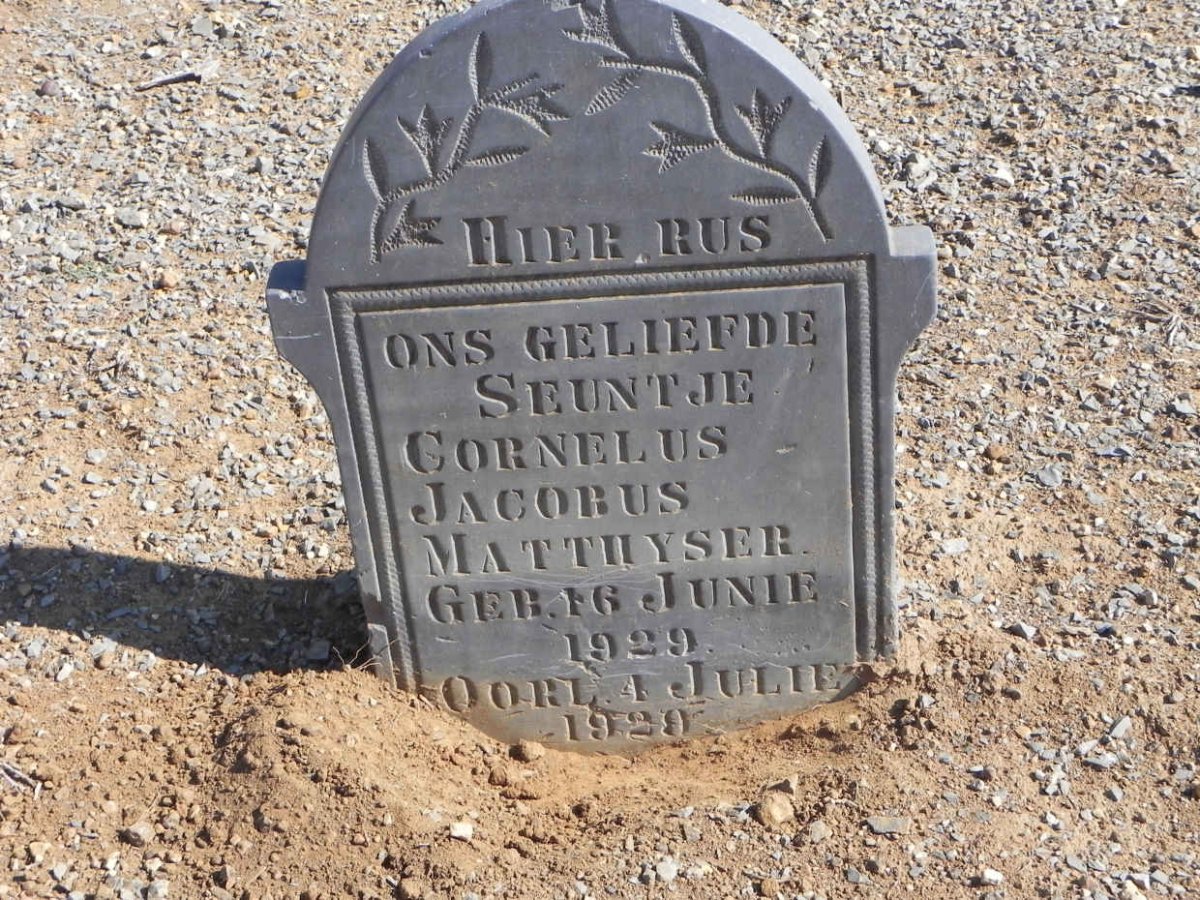 HIER RUS
ONS GELIEFDE
SEUNTJE
CORNELUS
JACOBUS
MATTHYSER
GEB. 16 JUNIE
1929.
OORL. 4 JULIE
1929